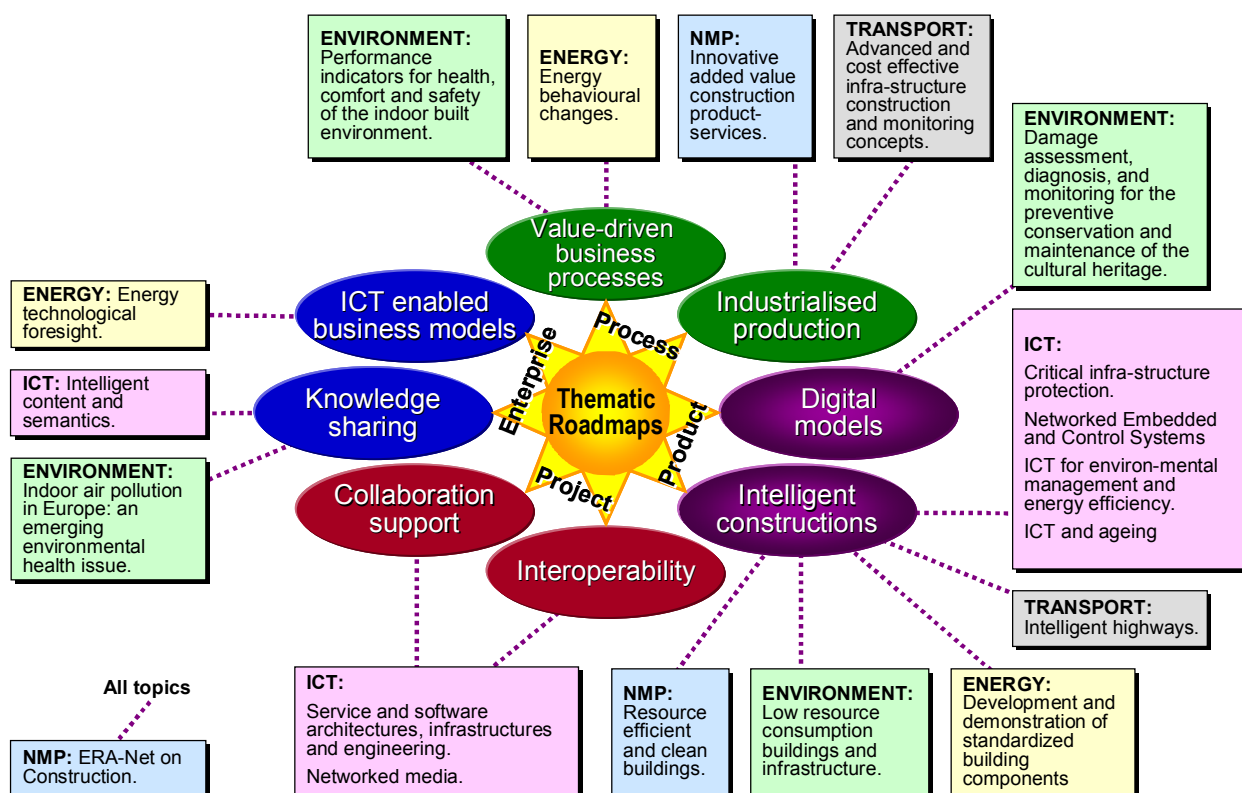 ENVIRONMENT:
Performance
indicators for health,
comfort and safety
of the indoor built
environment.
ENERGY:
Energy
behavioural
changes.
NMP:
Innovative
added value
construction
product-
services.
TRANSPORT:
Advanced and
cost effective
infra-structure
construction
and monitoring
concepts.
ENVIRONMENT:
Damage
assessment,
diagnosis, and
monitoring for the
preventive
conservation and
maintenance of the
cultural heritage.
Value-driven
business
processes
ICT enabled
business models
Industrialised
production
ENERGY: Energy
technological
foresight.
ICT: Intelligent
content and
semantics.
Knowledge
sharing
Enterprise
Process
Thematic
Roadmaps
Product
Project
Digital
models
ICT:
Critical infra-structure
protection.
Networked Embedded
and Control Systems
ICT for environ-mental
management and
energy efficiency.
ICT and ageing
ENVIRONMENT:
Indoor air pollution
in Europe: an
emerging
environmental
health issue.
Collaboration
support
Intelligent
constructions
Interoperability
TRANSPORT:
Intelligent highways.
All topics
NMP: ERA-Net on
Construction.
ICT:
Service and software
architectures, infrastructures
and engineering.
Networked media.
NMP:
Resource
efficient
and clean
buildings.
ENVIRONMENT:
Low resource
consumption
buildings and
infrastructure.
ENERGY:
Development and
demonstration of
standardized
building
components